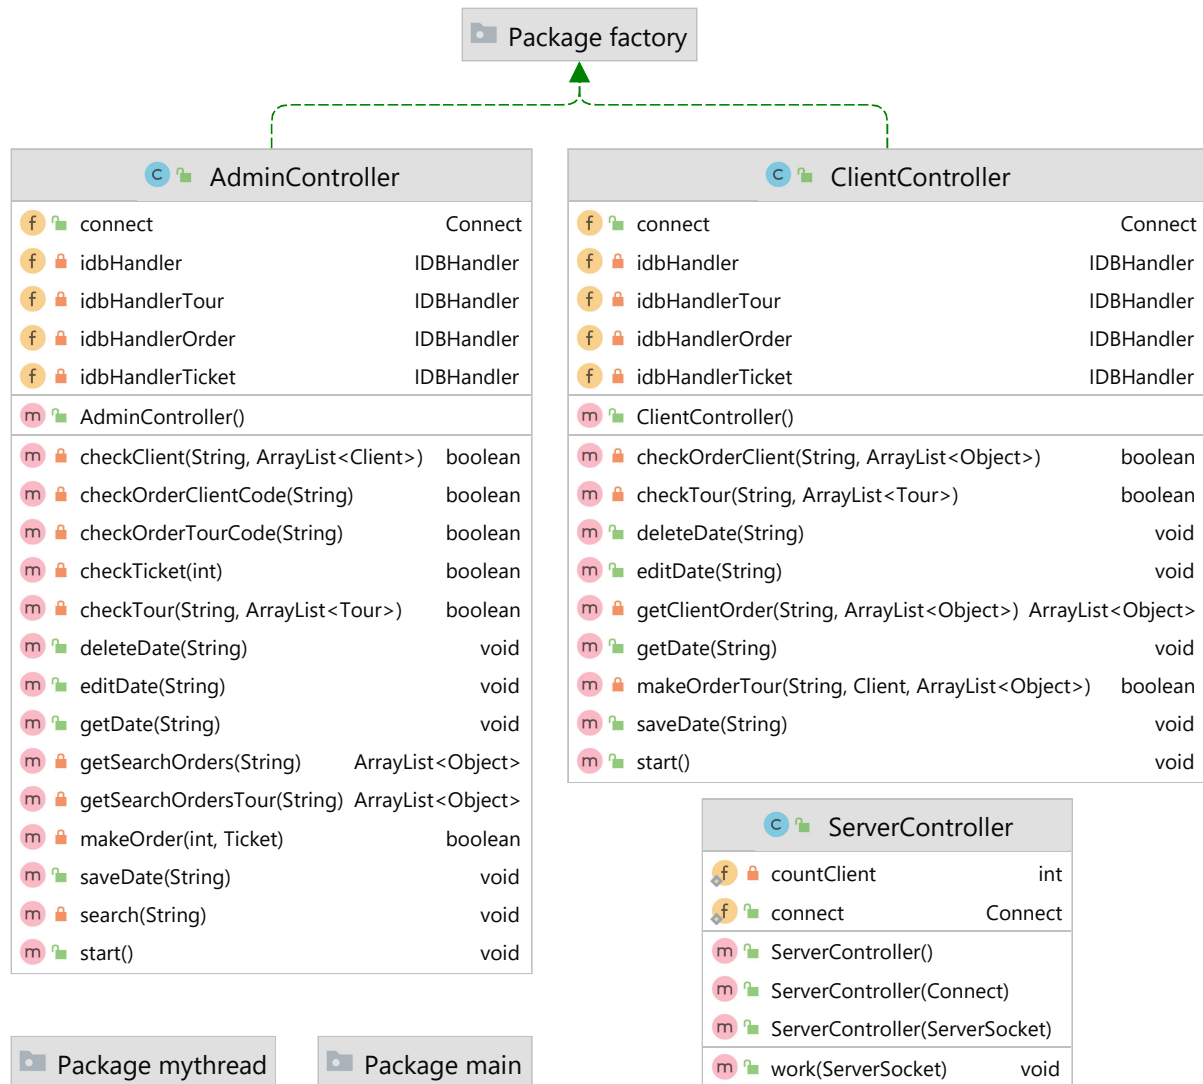 Package factory
AdminController
connect Connect
idbHandler IDBHandler
idbHandlerTour IDBHandler
idbHandlerOrder IDBHandler
idbHandlerTicket IDBHandler
AdminController()
checkClient(String, ArrayList<Client>) boolean
checkOrderClientCode(String) boolean
checkOrderTourCode(String) boolean
checkTicket(int) boolean
checkTour(String, ArrayList<Tour>) boolean
deleteDate(String) void
editDate(String) void
getDate(String) void
getSearchOrders(String) ArrayList<Object>
getSearchOrdersTour(String) ArrayList<Object>
makeOrder(int, Ticket) boolean
saveDate(String) void
search(String) void
start() void
ClientController
connect Connect
idbHandler IDBHandler
idbHandlerTour IDBHandler
idbHandlerOrder IDBHandler
idbHandlerTicket IDBHandler
ClientController()
checkOrderClient(String, ArrayList<Object>) boolean
checkTour(String, ArrayList<Tour>) boolean
deleteDate(String) void
editDate(String) void
getClientOrder(String, ArrayList<Object>) ArrayList<Object>
getDate(String) void
makeOrderTour(String, Client, ArrayList<Object>) boolean
saveDate(String) void
start() void
ServerController
countClient int
connect Connect
ServerController()
ServerController(Connect)
ServerController(ServerSocket)
work(ServerSocket) void
Package mythread
Package main